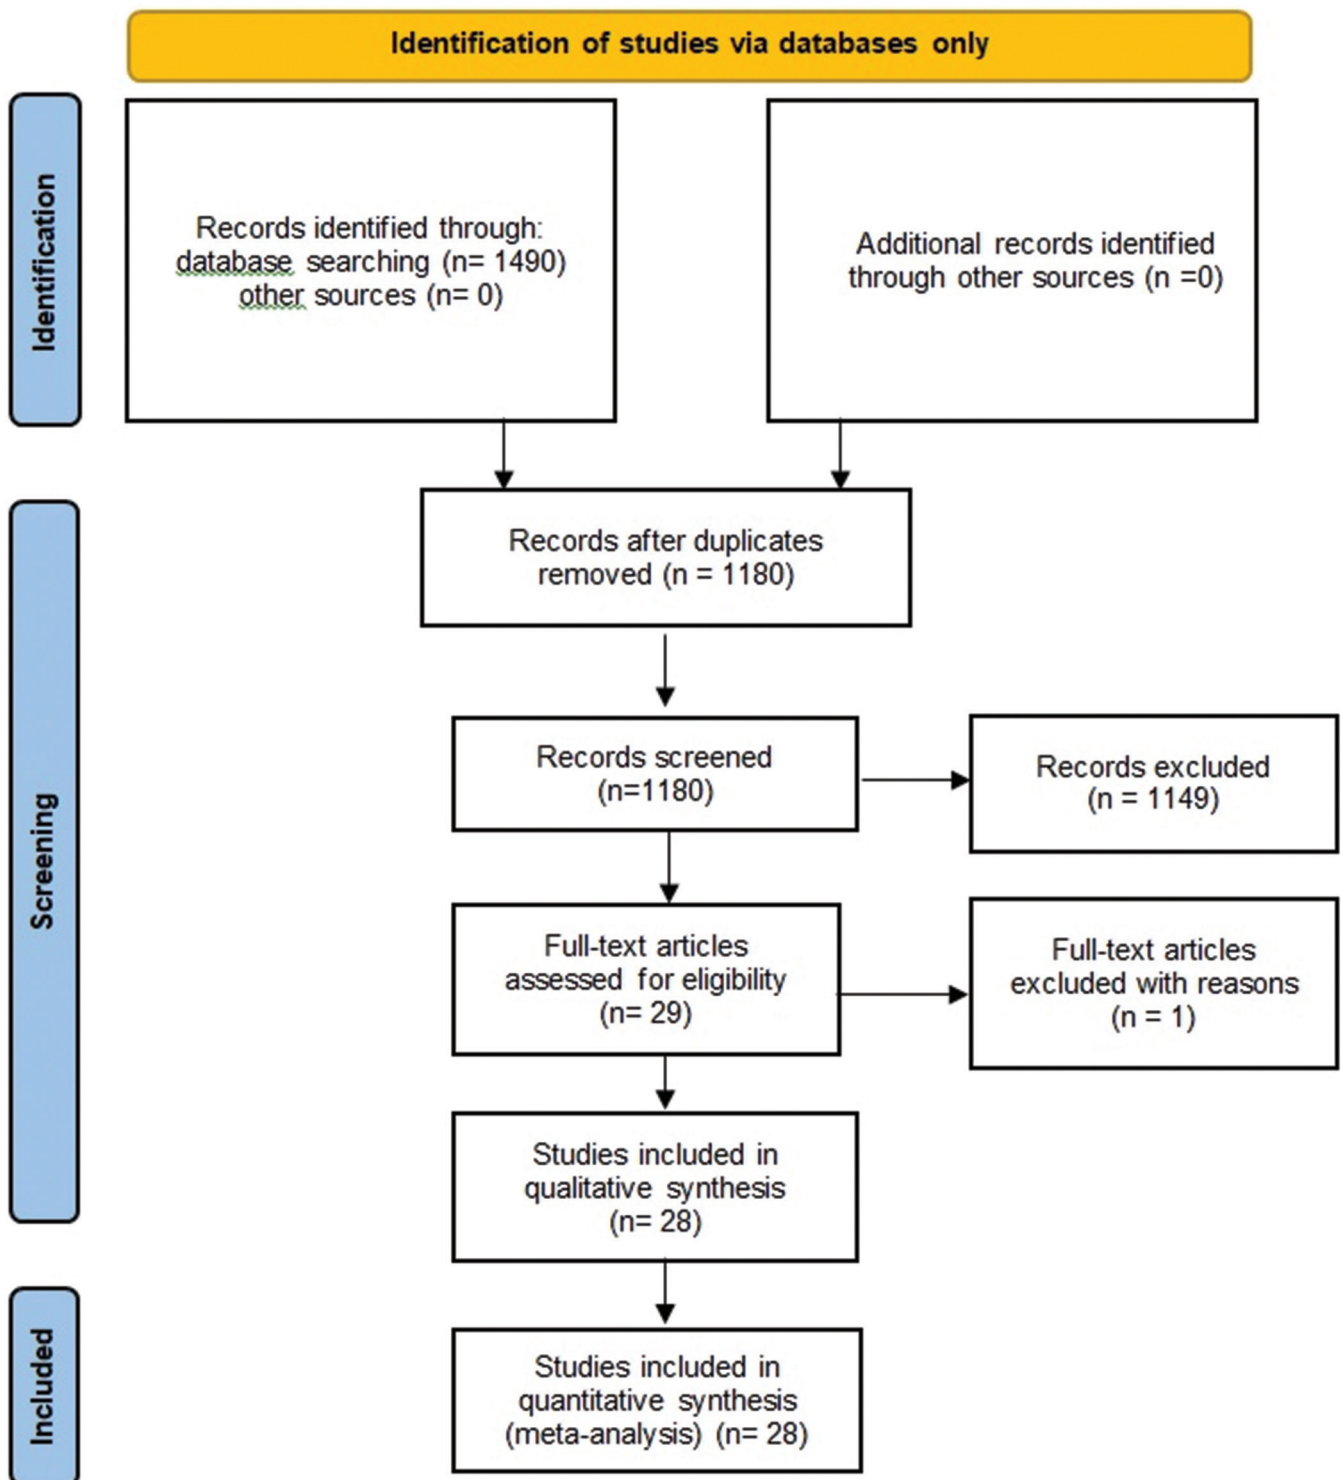 Identification of studies via databases only
Identification
Records identified through:
database searching (n= 1490)
other sources (n= 0)
Additional records identified
through other sources (n =0)
Screening
Records after duplicates
removed (n = 1180)
Records screened
(n=1180)
Records excluded
(n = 1149)
Full-text articles
assessed for eligibility
(n= 29)
Full-text articles
excluded with reasons
(n = 1)
Studies included in
qualitative synthesis
(n= 28)
Included
Studies included in
quantitative synthesis
(meta-analysis) (n= 28)